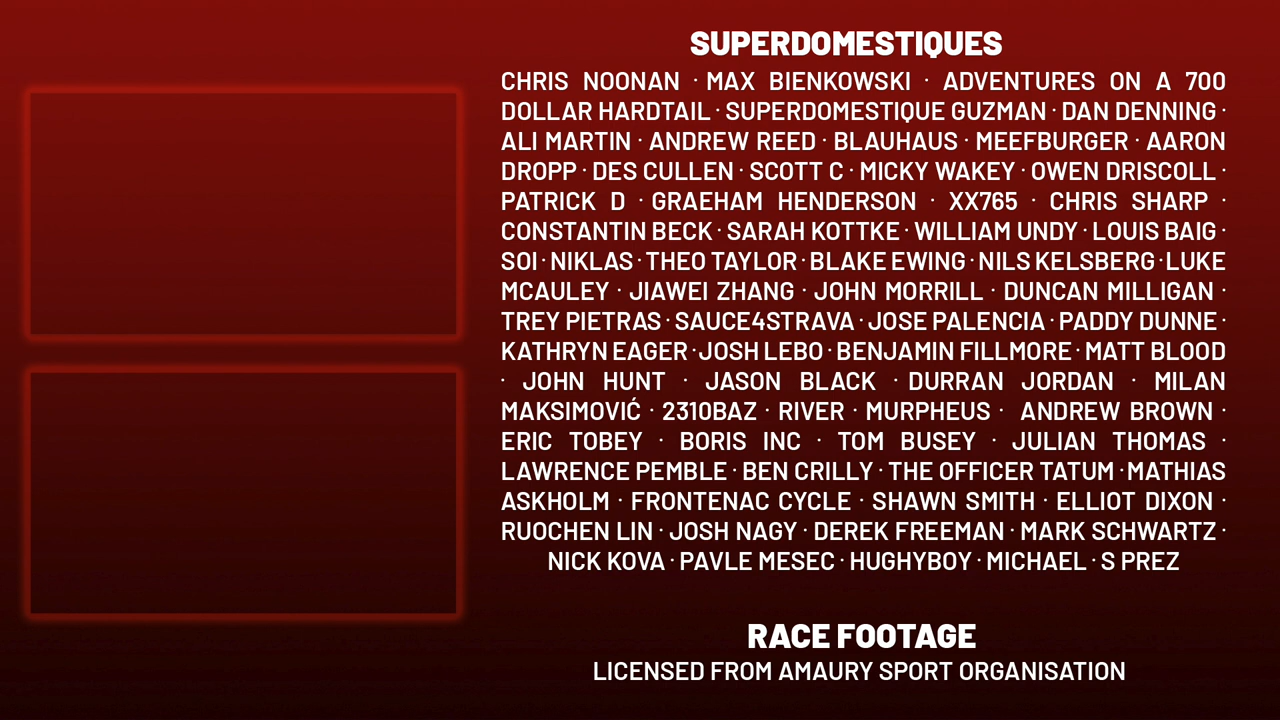 SUPERDOMESTIQUES
CHRIS NOONAN · MAX BIENKOWSKI · ADVENTURES ON A 700
DOLLAR HARDTAIL · SUPERDOMESTIQUE GUZMAN · DAN DENNING ·
ALI MARTIN · ANDREW REED · BLAUHAUS · MEEFBURGER · AARON
DROPP · DES CULLEN · SCOTT C · MICKY WAKEY · OWEN DRISCOLL ·
PATRICK D · GRAEHAM HENDERSON · XX765 · CHRIS SHARP ·
CONSTANTIN BECK · SARAH KOTTKE · WILLIAM UNDY · LOUIS BAIG ·
SOI · NIKLAS · THEO TAYLOR · BLAKE EWING · NILS KELSBERG · LUKE
MCAULEY · JIAWEI ZHANG · JOHN MORRILL · DUNCAN MILLIGAN ·
TREY PIETRAS · SAUCE4STRAVA · JOSE PALENCIA · PADDY DUNNE ·
KATHRYN EAGER · JOSH LEBO · BENJAMIN FILLMORE · MATT BLOOD
· JOHN HUNT · JASON BLACK · DURRAN JORDAN · MILAN
MAKSIMOVIĆ · 2310BAZ · RIVER · MURPHEUS · ANDREW BROWN ·
ERIC TOBEY · BORIS INC · TOM BUSEY · JULIAN THOMAS ·
LAWRENCE PEMBLE · BEN CRILLY · THE OFFICER TATUM · MATHIAS
ASKHOLM · FRONTENAC CYCLE · SHAWN SMITH · ELLIOT DIXON ·
RUOCHEN LIN · JOSH NAGY · DEREK FREEMAN · MARK SCHWARTZ ·
NICK KOVA · PAVLE MESEC · HUGHYBOY · MICHAEL · S PREZ
RACE FOOTAGE
LICENSED FROM AMAURY SPORT ORGANISATION